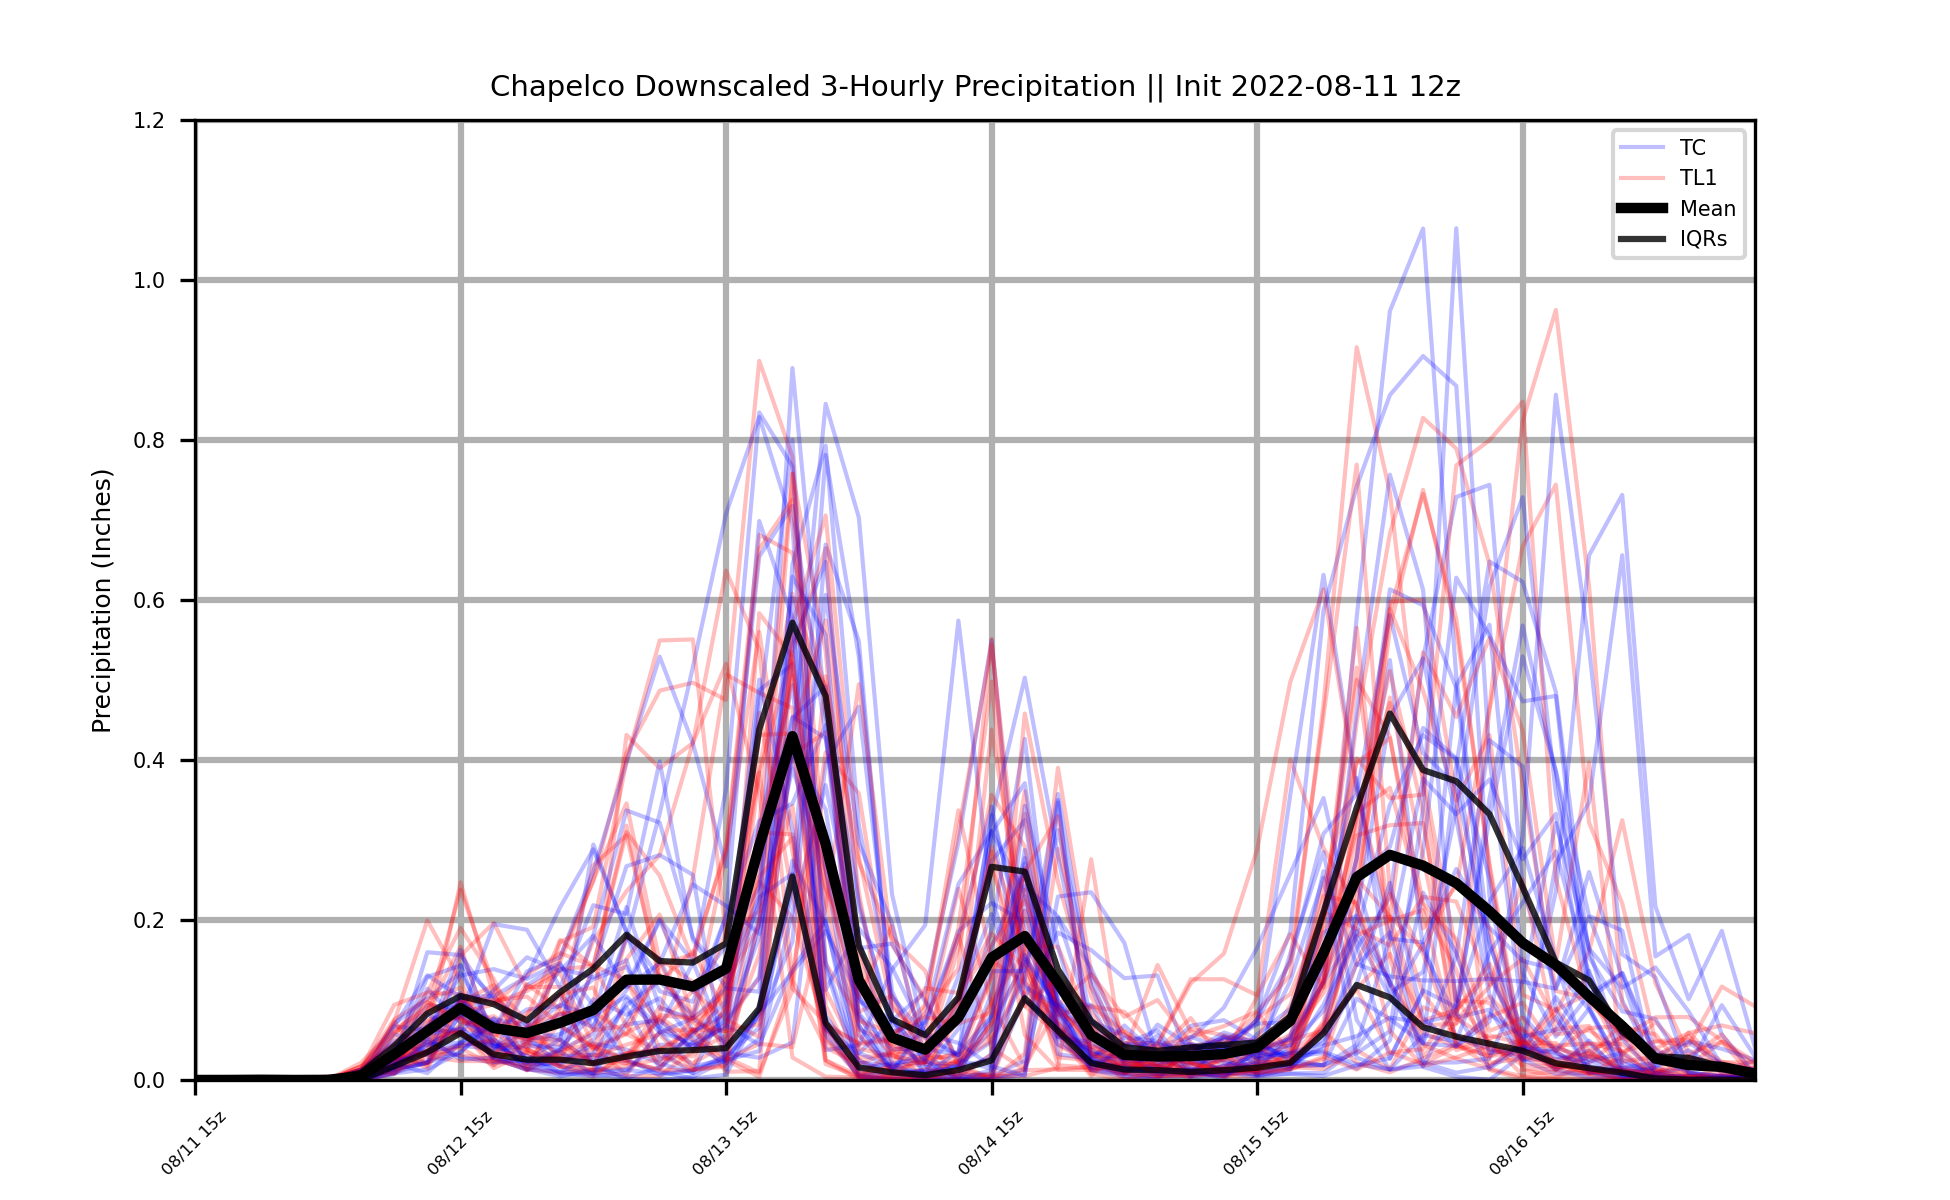 Chapelco Downscaled 3-Hourly Precipitation || Init 2022-08-11 12z
TC
TL1
Mean
IQRs
Precipitation (Inches)
1.2
1.0
0.8
0.6
0.4
0.2
0.0
08/11 15z
08/12 15z
08/13 15z
08/14 15z
08/15 15z
08/16 15z